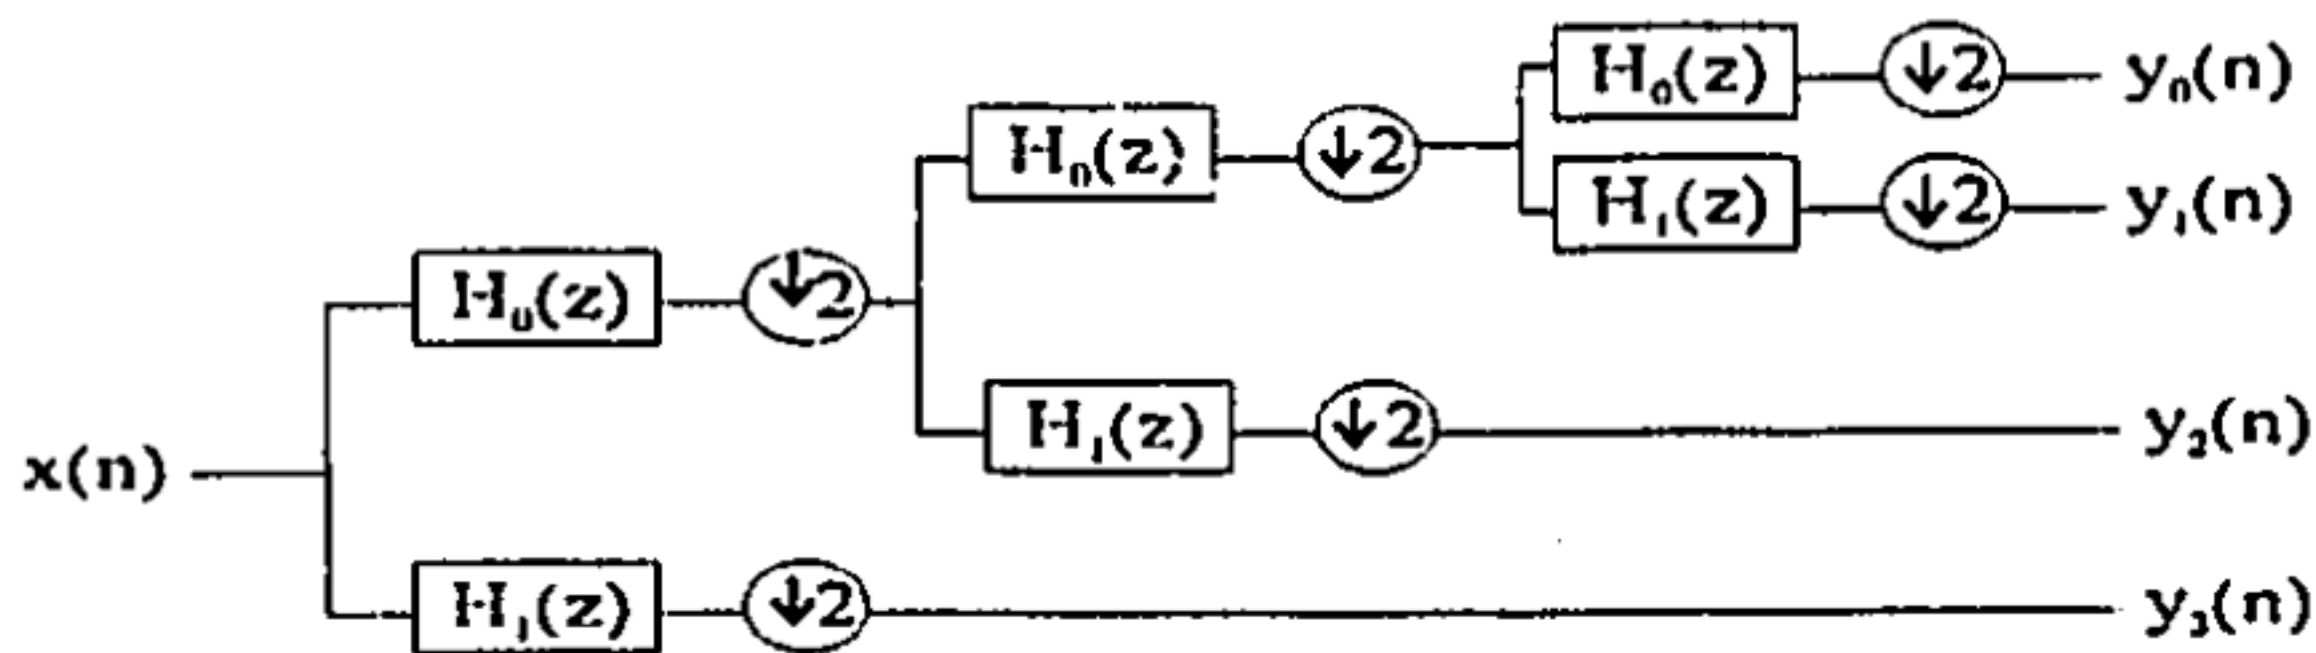 H₀(z) ↓2 y₀(n)
H₀(z) ↓2
H₁(z) ↓2 y₁(n)
H₀(z) ↓2
H₁(z) ↓2 y₂(n)
x(n)
H₁(z) ↓2 y₃(n)